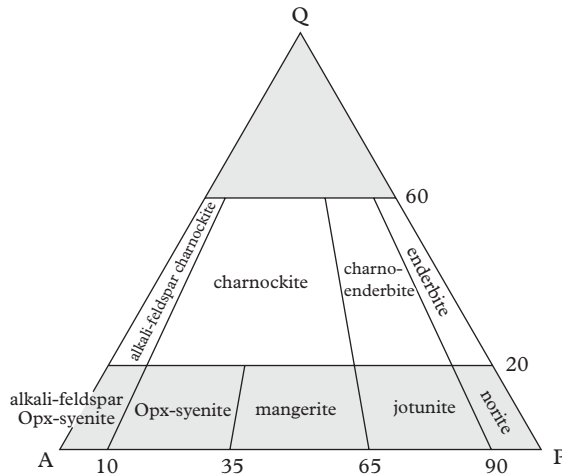 Q
60
alkali-feldspar charnockite
charnockite
charno-
enderbite
enderbite
20
alkali-feldspar
Opx-syenite
Opx-syenite
mangerite
jotunite
norite
A
P
10
35
65
90